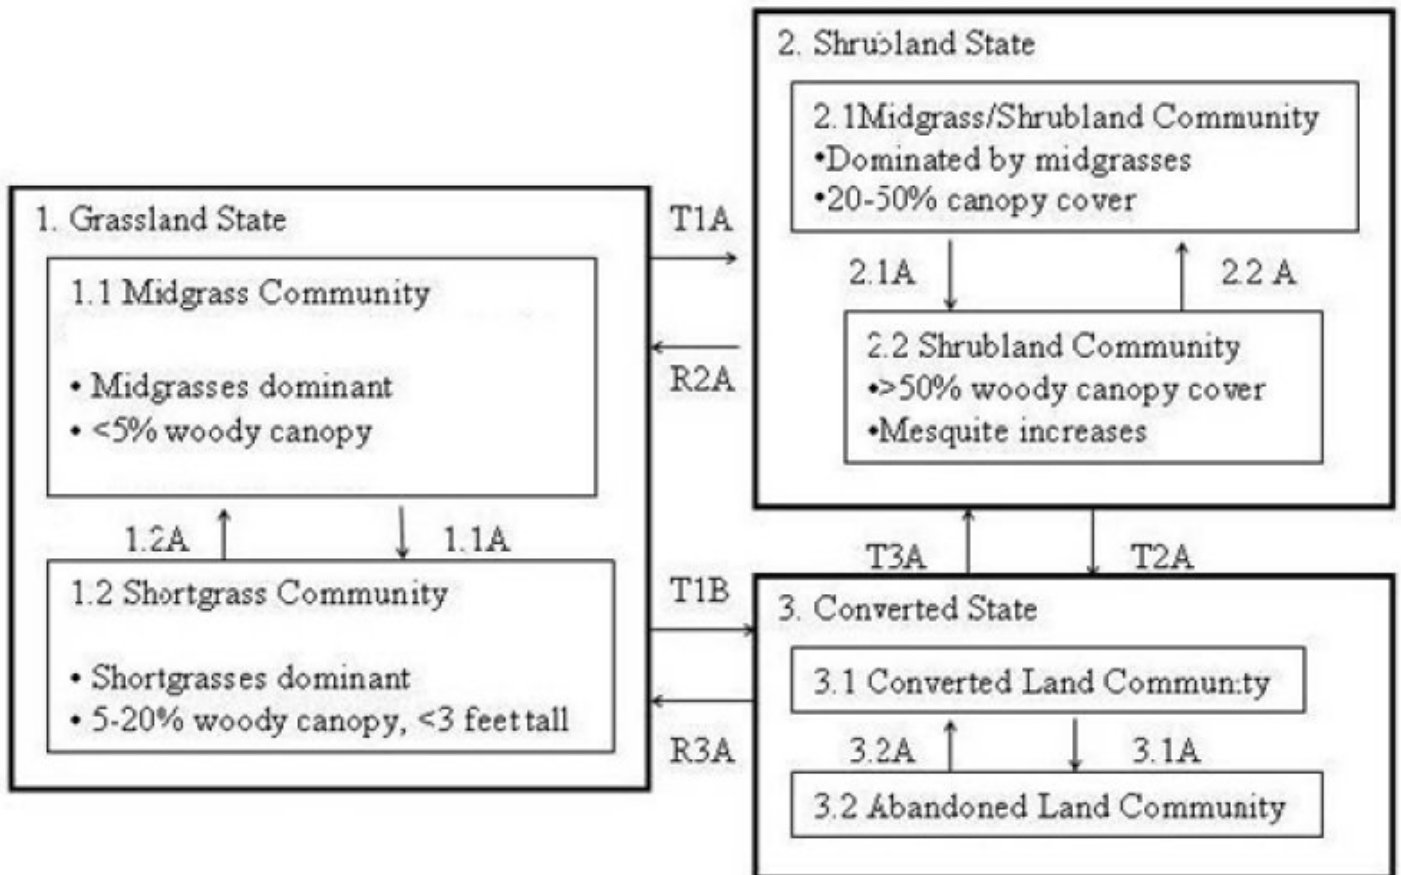 1. Grassland State
1.1 Midgrass Community
• Midgrasses dominant
• <5% woody canopy
1.2A
1.1A
1.2 Shortgrass Community
• Shortgrasses dominant
• 5-20% woody canopy, <3 feet tall
T1A
R2A
T1B
R3A
2. Shrubland State
2.1Midgrass/Shrubland Community
•Dominated by midgrasses
•20-50% canopy cover
2.1A
2.2 A
2.2 Shrubland Community
•>50% woody canopy cover
•Mesquite increases
T3A
T2A
3. Converted State
3.1 Converted Land Community
3.2A
3.1A
3.2 Abandoned Land Community